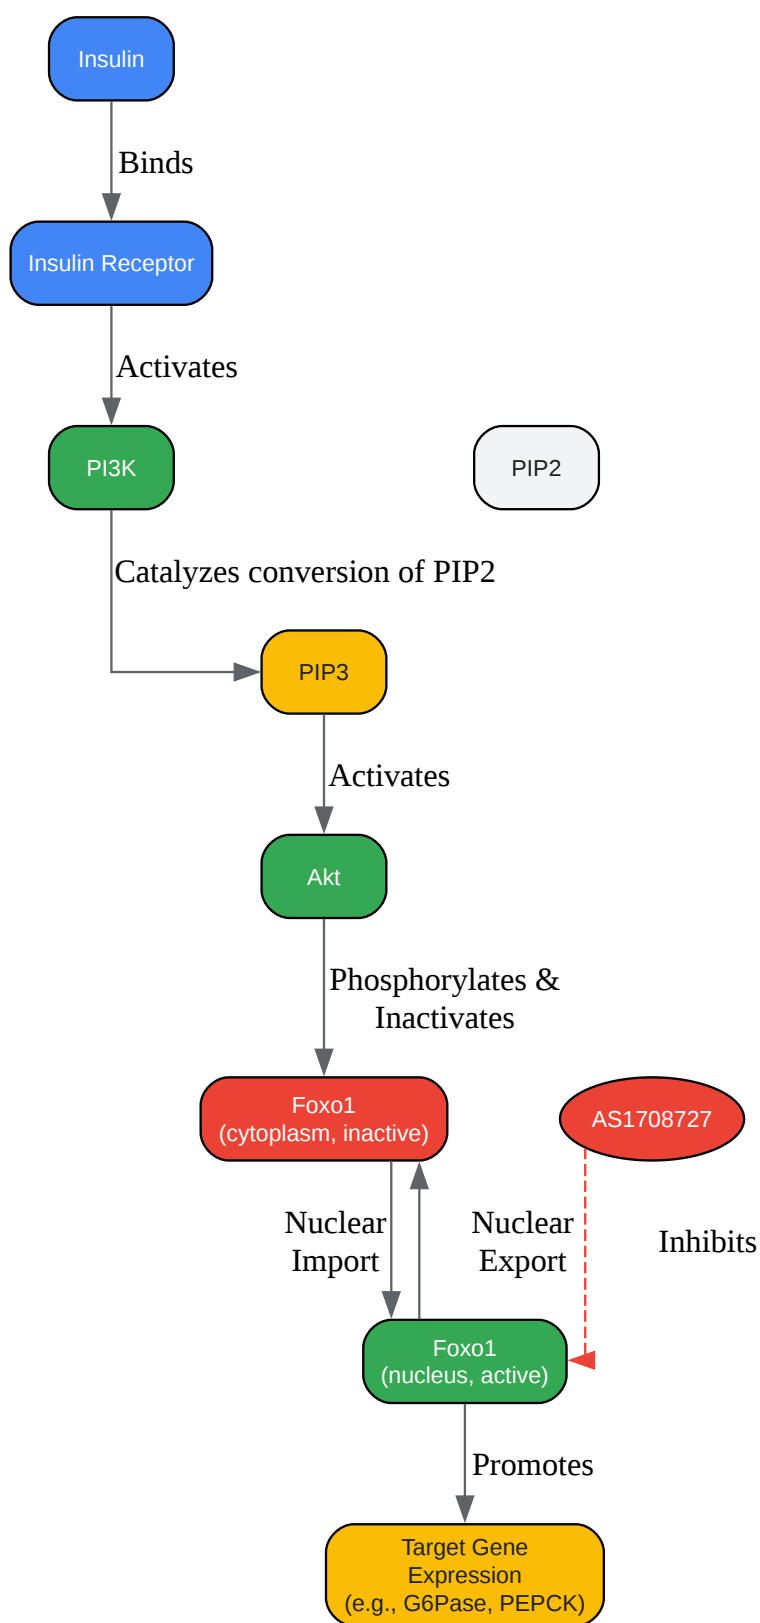 Insulin
Binds
Insulin Receptor
Activates
PI3K
PIP2
Catalyzes conversion of PIP2
PIP3
Activates
Akt
Phosphorylates &
Inactivates
Foxo1
(cytoplasm, inactive)
AS1708727
Nuclear
Import
Nuclear
Export
Inhibits
Foxo1
(nucleus, active)
Promotes
Target Gene
Expression
(e.g., G6Pase, PEPCK)